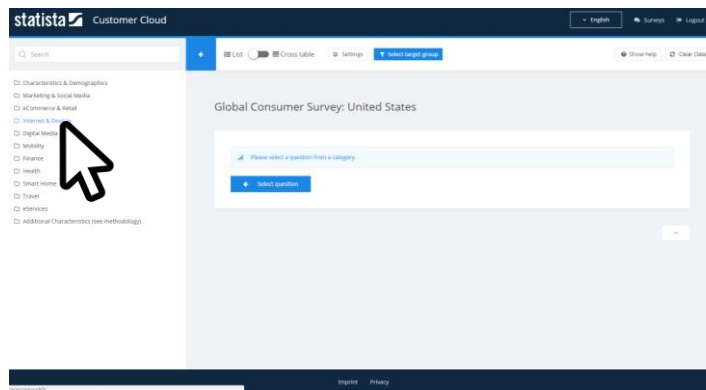 statista Customer Cloud
English Surveys Logout
Search
List Cross table Settings Select target group Show help Clear Data
Characteristics & Demographics
Marketing & Social Media
eCommerce & Retail
Internet & Devices
Digital Media
Mobility
Finance
Health
Smart Home
Travel
eServices
Additional Characteristics (see methodology)
Global Consumer Survey: United States
Please select a question from a category.
Select question
Imprint Privacy